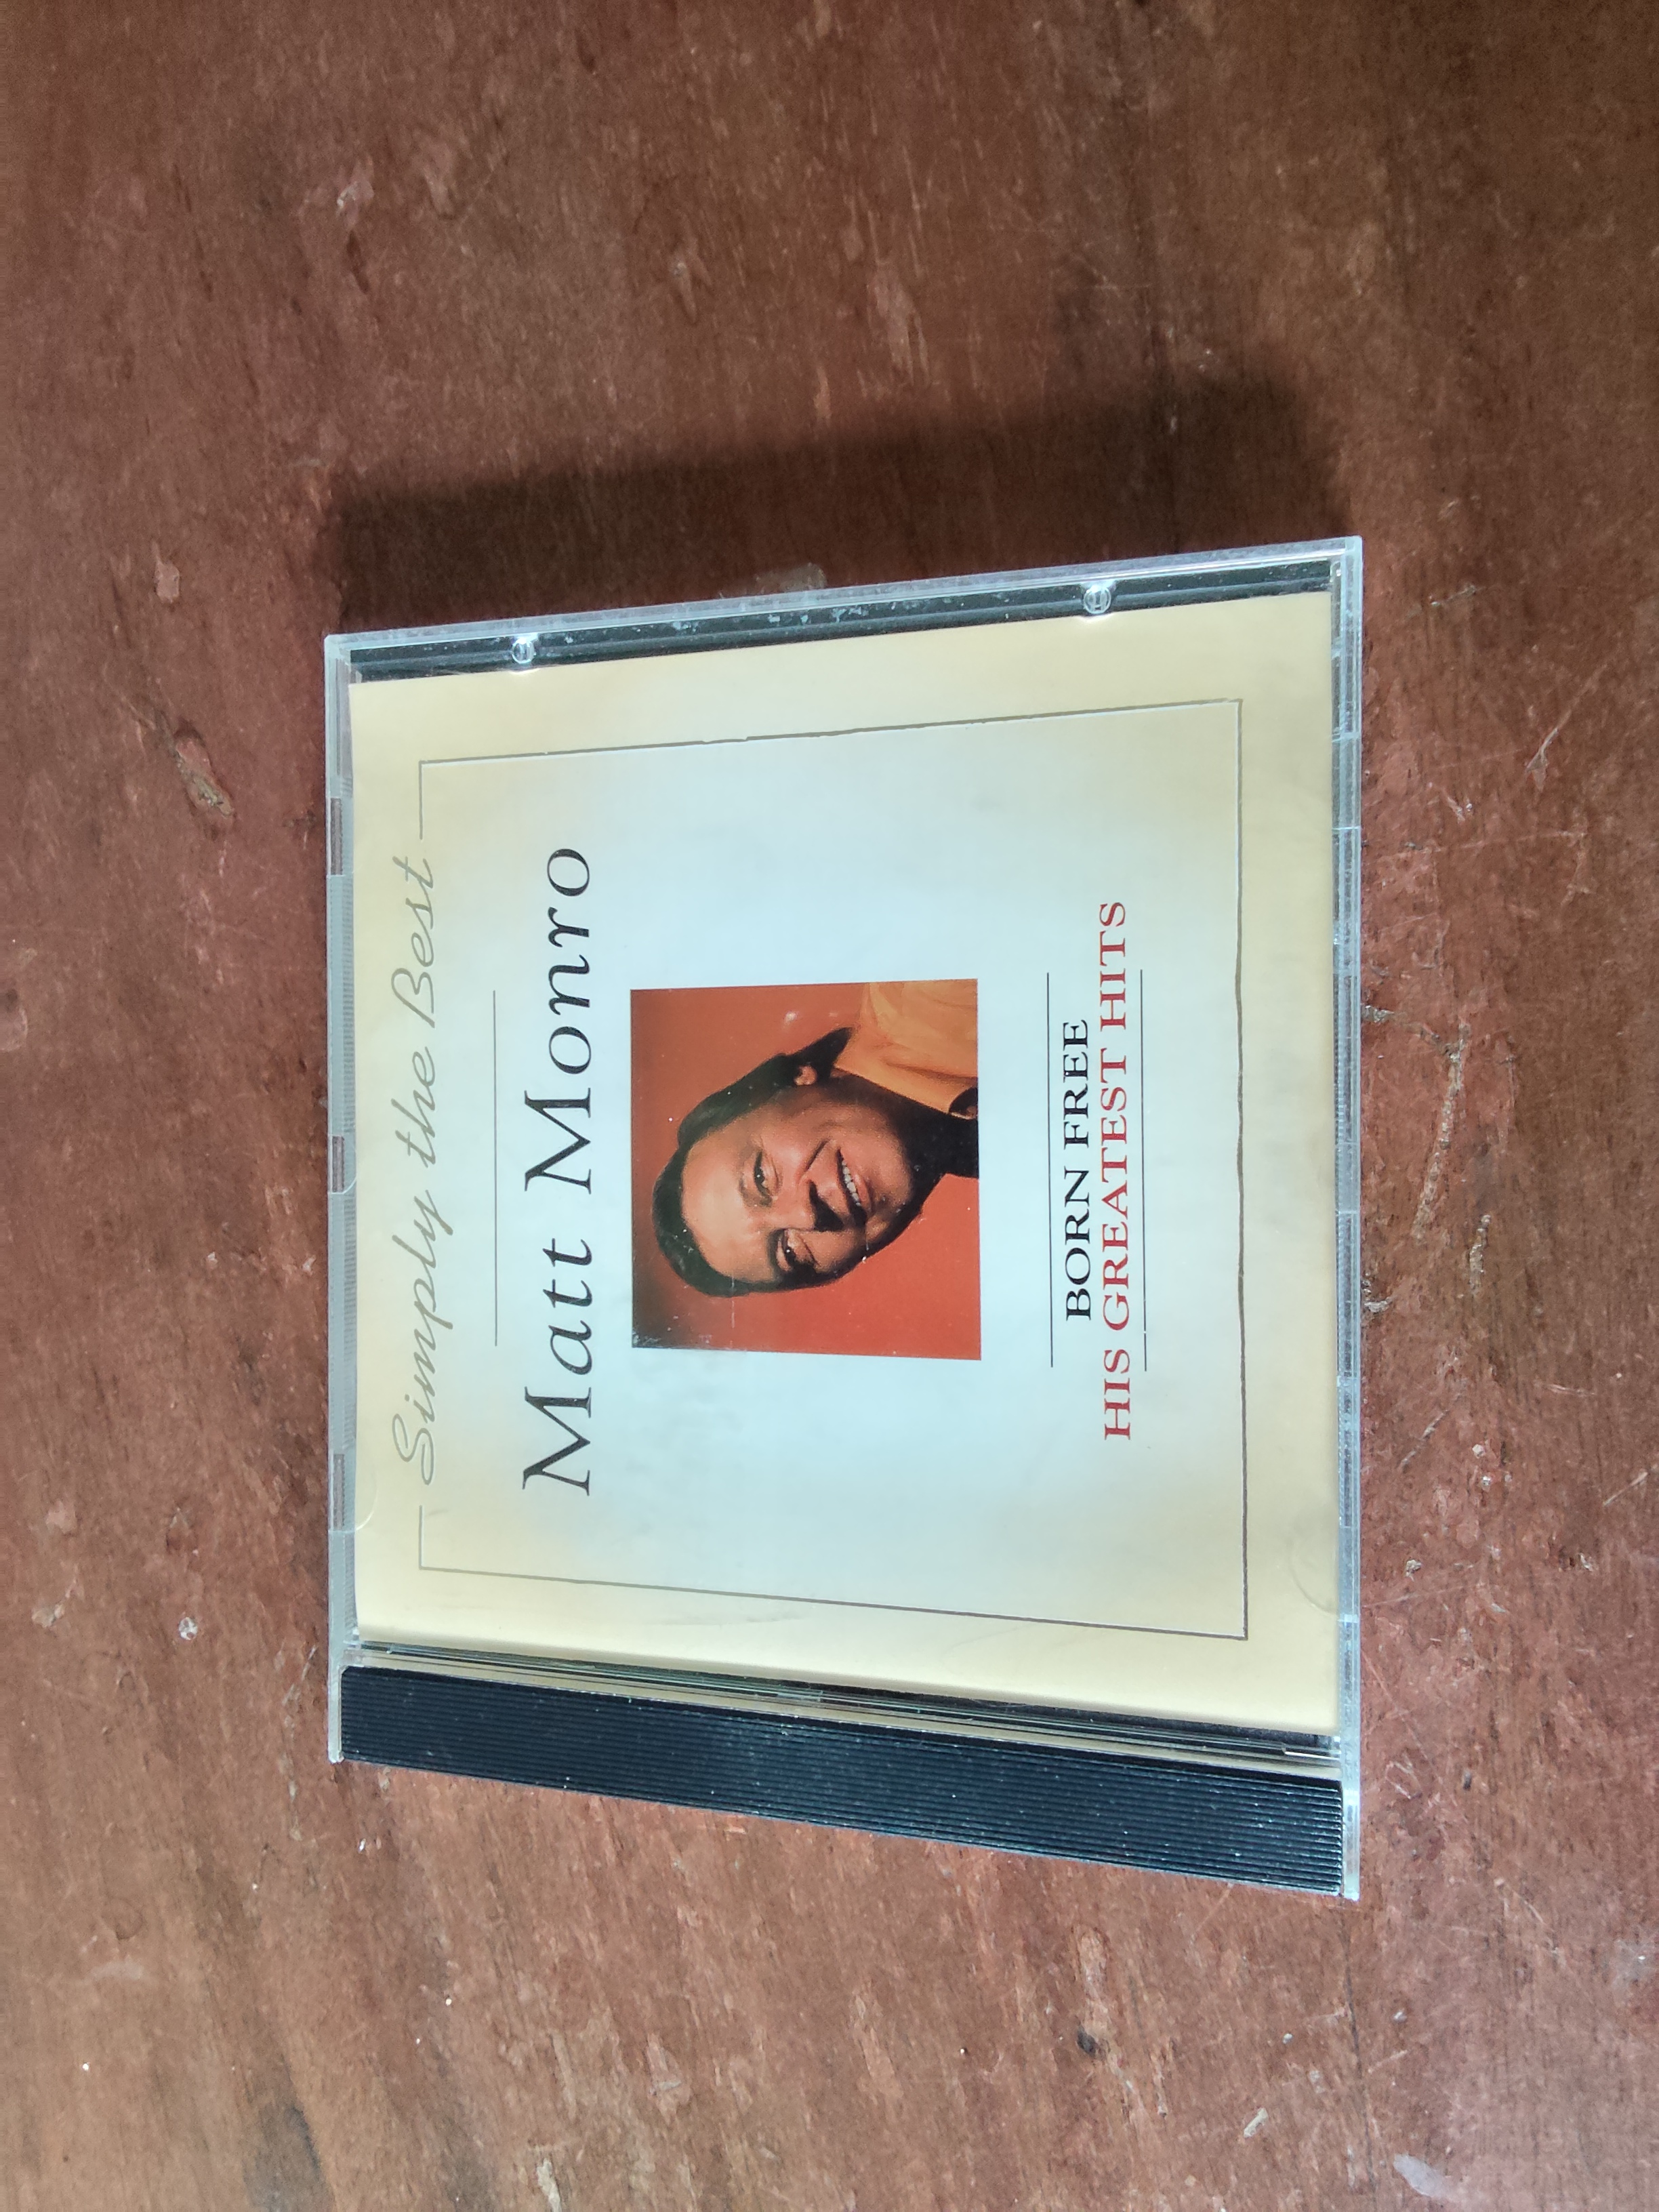 Simply the Best
Matt Monro
BORN FREE
HIS GREATEST HITS